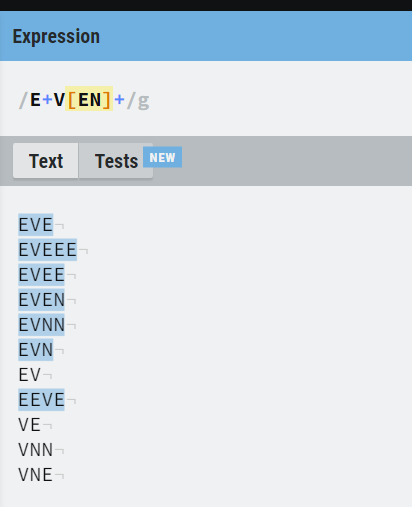 Expression
/E+V[EN]+/g
Text Tests NEW
EVE¬
EVEEE¬
EVEE¬
EVEN¬
EVNN¬
EVN¬
EV¬
EEVE¬
VE¬
VNN¬
VNE¬